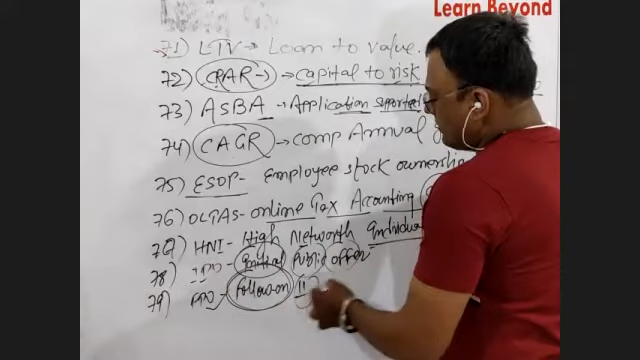 Learn Beyond
71) LTV → Loan to value.
72) CRAR → capital to risk
73) ASBA → Application supported
74) CAGR → comp Annual
75) ESOP - Employee stock ownership
76) OLTAS - online Tax Accounting
77) HNI - High Networth Individual
78) IPO - Initial Public offer
79) FPO - Follow on "